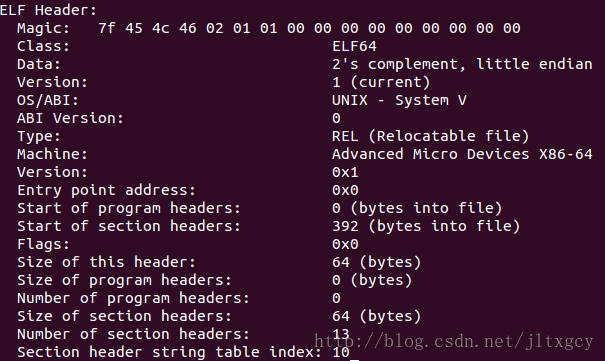 ELF Header:
  Magic:   7f 45 4c 46 02 01 01 00 00 00 00 00 00 00 00 00
  Class:                             ELF64
  Data:                              2's complement, little endian
  Version:                           1 (current)
  OS/ABI:                            UNIX - System V
  ABI Version:                       0
  Type:                              REL (Relocatable file)
  Machine:                           Advanced Micro Devices X86-64
  Version:                           0x1
  Entry point address:               0x0
  Start of program headers:          0 (bytes into file)
  Start of section headers:          392 (bytes into file)
  Flags:                             0x0
  Size of this header:               64 (bytes)
  Size of program headers:           0 (bytes)
  Number of program headers:         0
  Size of section headers:           64 (bytes)
  Number of section headers:         13
  Section header string table index: 10
http://blog.csdn.net/jltxgcy